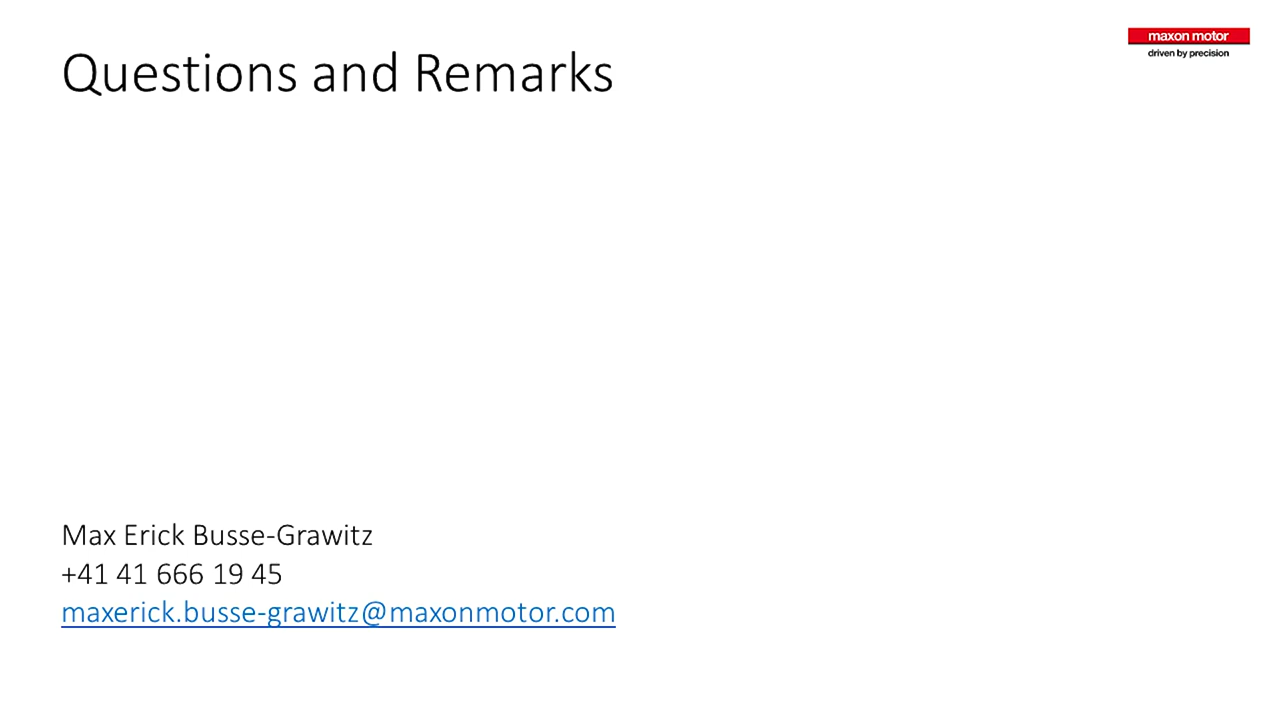 Questions and Remarks
maxon motor
driven by precision
Max Erick Busse-Grawitz
+41 41 666 19 45
maxerick.busse-grawitz@maxonmotor.com